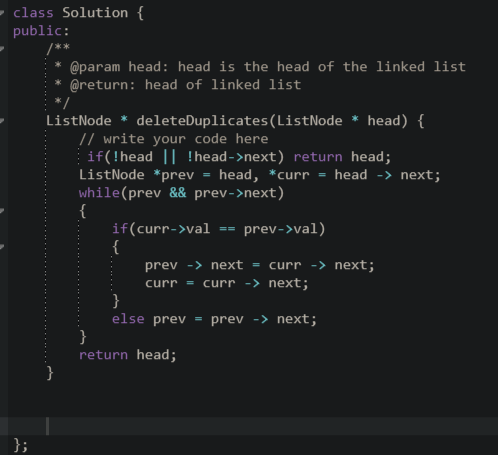 class Solution {
public:
    /**
     * @param head: head is the head of the linked list
     * @return: head of linked list
     */
    ListNode * deleteDuplicates(ListNode * head) {
        // write your code here
         if(!head || !head->next) return head;
        ListNode *prev = head, *curr = head -> next;
        while(prev && prev->next)
        {
            if(curr->val == prev->val)
            {
                prev -> next = curr -> next;
                curr = curr -> next;
            }
            else prev = prev -> next;
        }
        return head;
    }
};